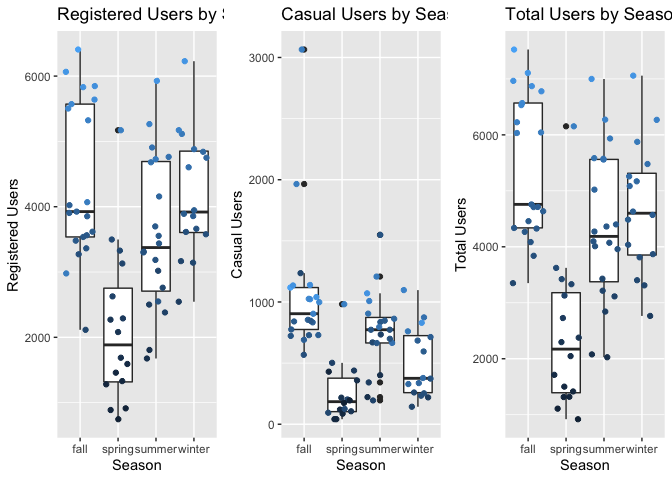 Registered Users by S
Registered Users
6000
4000
2000
fall spring summer winter
Season
Casual Users by Seas
Casual Users
3000
2000
1000
0
fall spring summer winter
Season
Total Users by Seaso
Total Users
6000
4000
2000
fall spring summer winter
Season